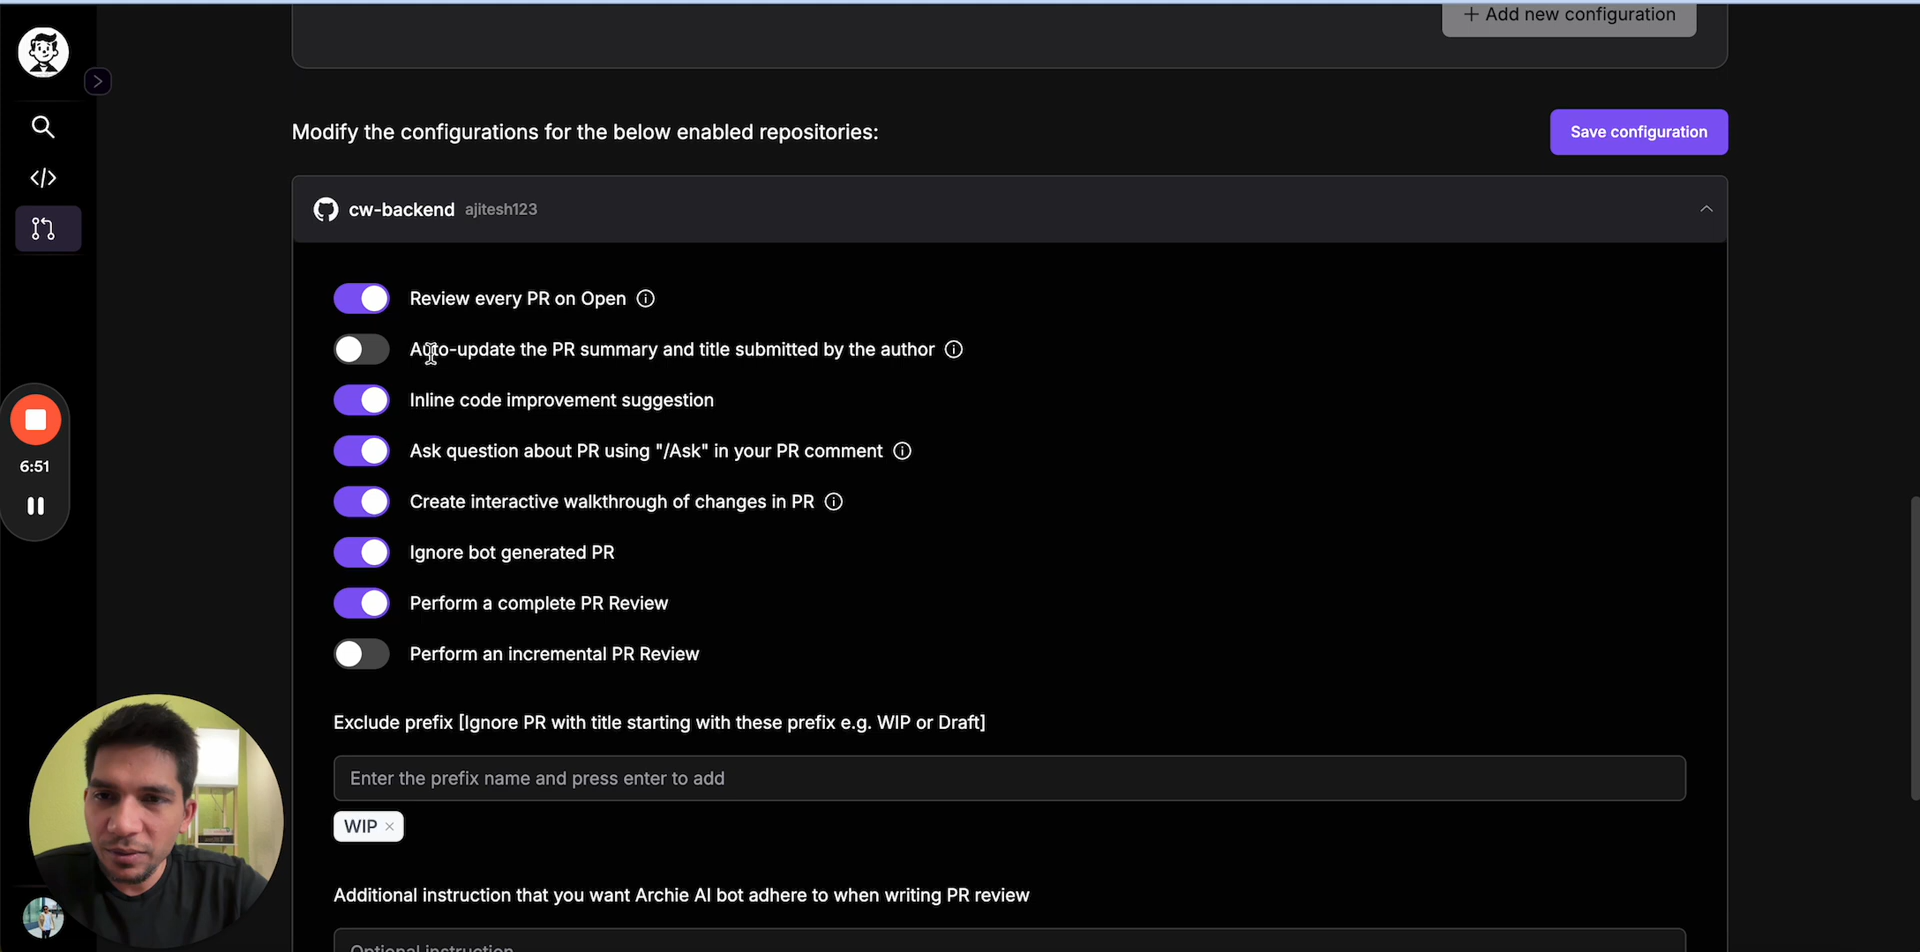 + Add new configuration
Modify the configurations for the below enabled repositories:
Save configuration
cw-backend ajitesh123
Review every PR on Open
Auto-update the PR summary and title submitted by the author
Inline code improvement suggestion
Ask question about PR using "/Ask" in your PR comment
Create interactive walkthrough of changes in PR
Ignore bot generated PR
Perform a complete PR Review
Perform an incremental PR Review
6:51
Exclude prefix [Ignore PR with title starting with these prefix e.g. WIP or Draft]
Enter the prefix name and press enter to add
WIP ×
Additional instruction that you want Archie AI bot adhere to when writing PR review
Optional instruction